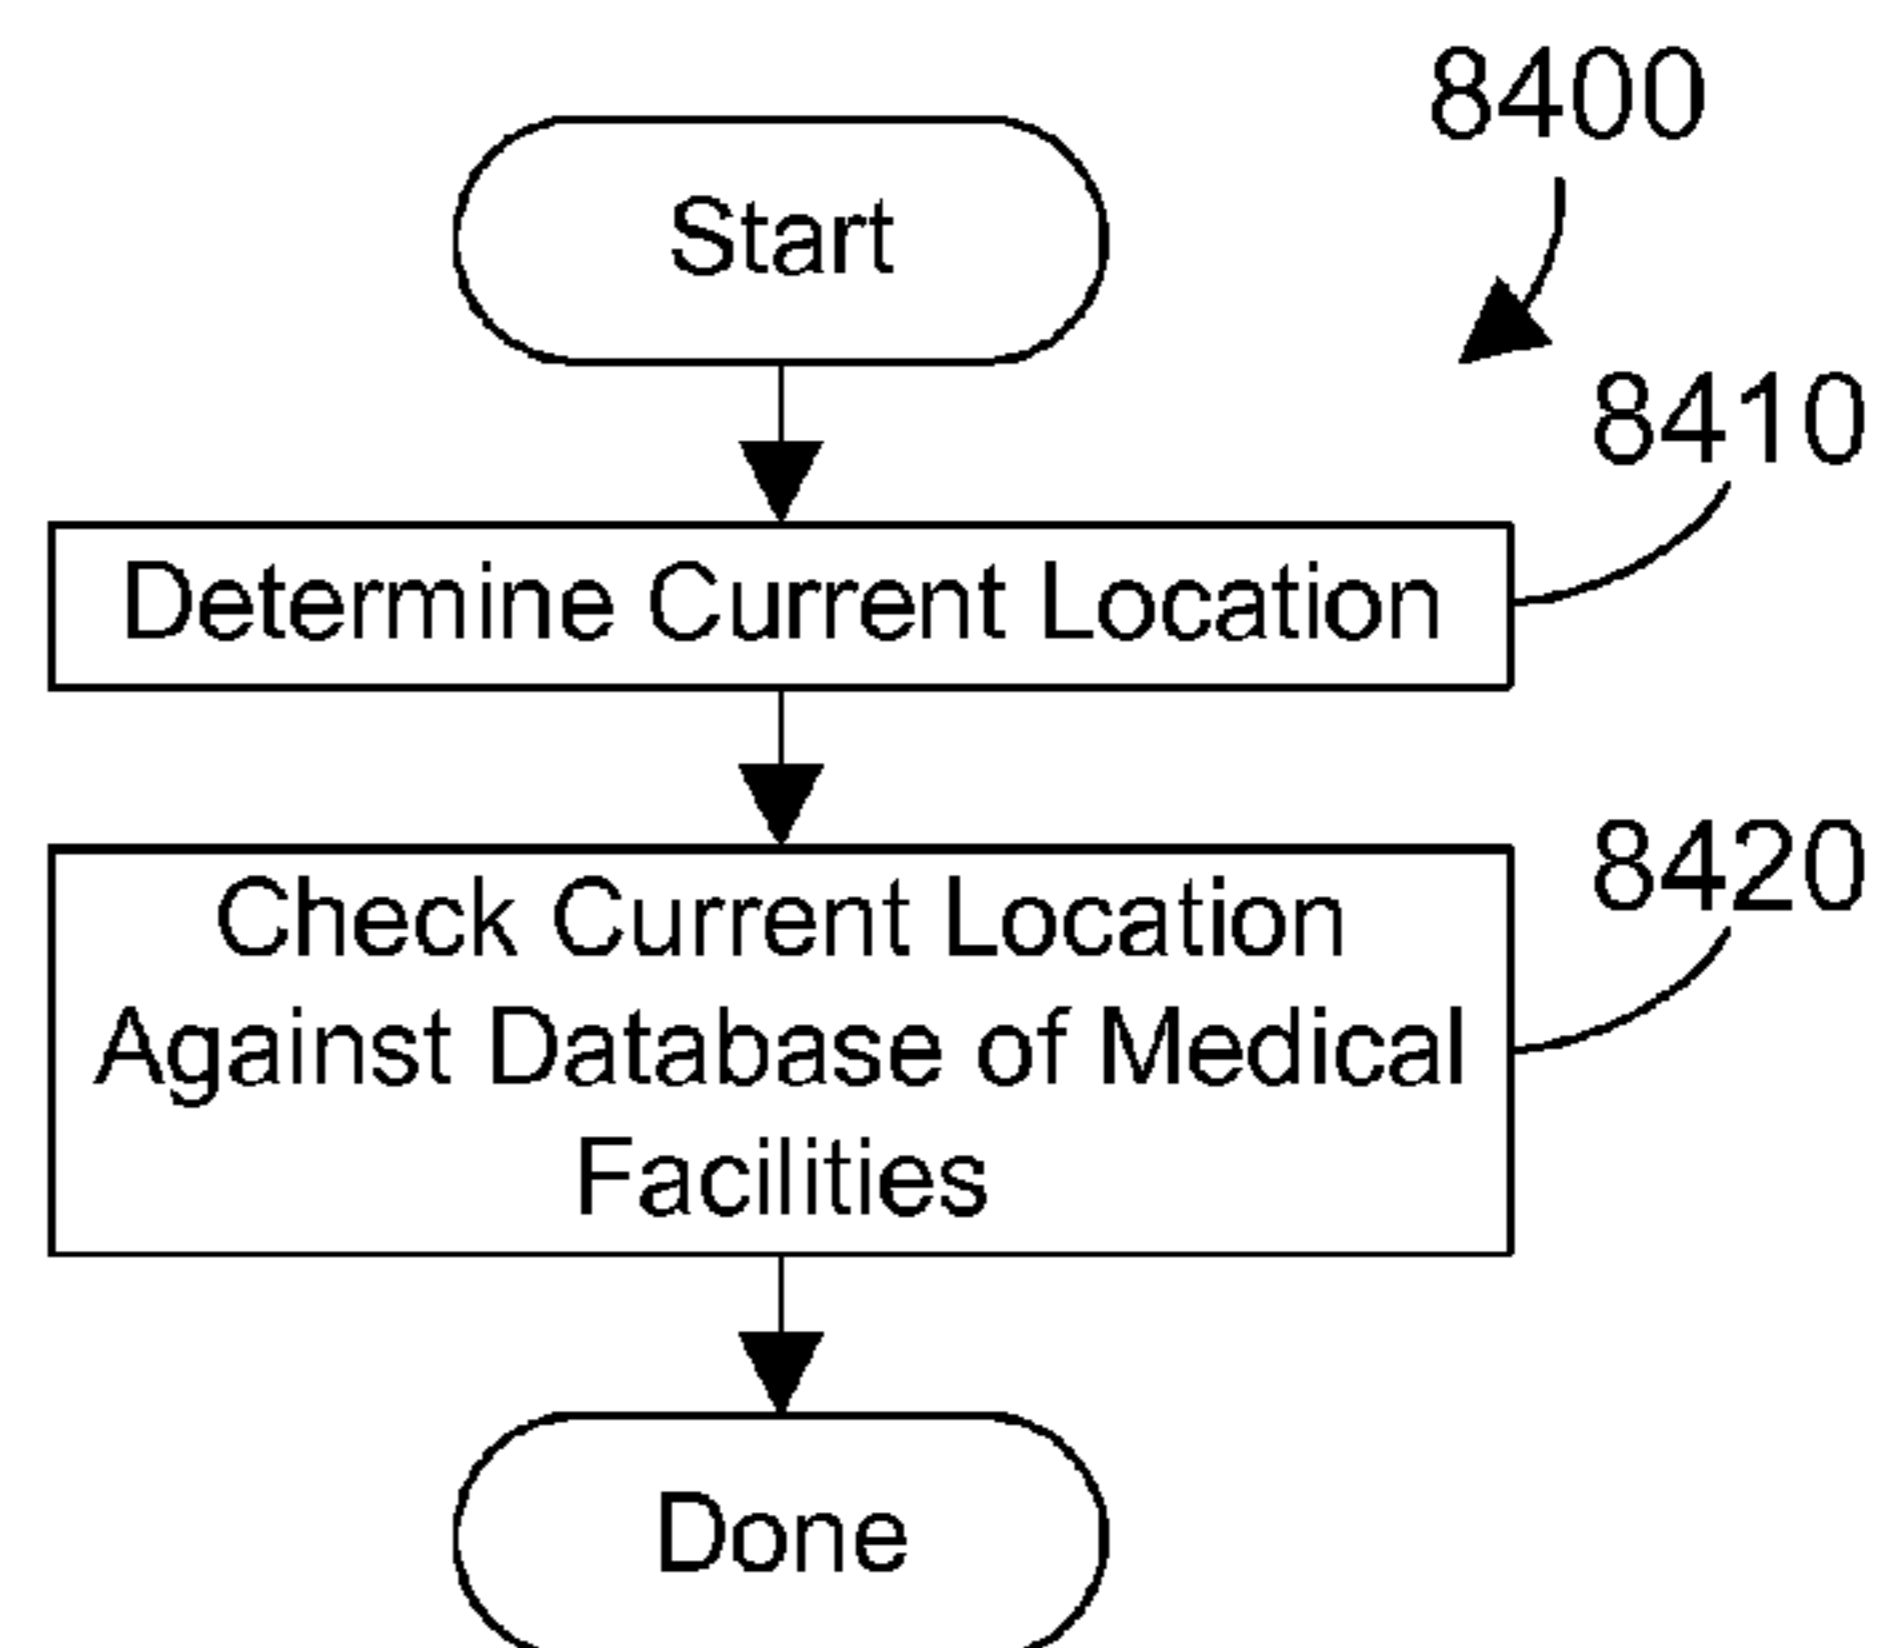 8400
Start
8410
Determine Current Location
8420
Check Current Location
Against Database of Medical
Facilities
Done